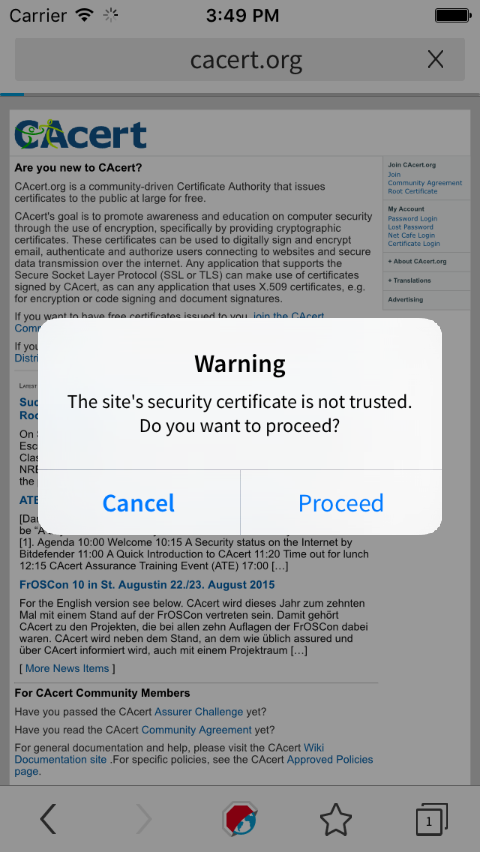 Carrier 3:49 PM
cacert.org
CAcert
Are you new to CAcert?
CAcert.org is a community-driven Certificate Authority that issues
certificates to the public at large for free.
CAcert's goal is to promote awareness and education on computer security
through the use of encryption, specifically by providing cryptographic
certificates. These certificates can be used to digitally sign and encrypt
email, authenticate and authorize users connecting to websites and secure
data transmission over the internet. Any application that supports the
Secure Socket Layer Protocol (SSL or TLS) can make use of certificates
signed by CAcert, as can any application that uses X.509 certificates, e.g.
for encryption or code signing and document signatures.
If you want to have free certificates issued to you, join the CAcert
Com
If you
Distri
Latest
Suc
Roo
On
Esc
Clas
NRE
the
ATE
[Dar
be "A
[1]. Agenda 10:00 Welcome 10:15 A Security status on the Internet by
Bitdefender 11:00 A Quick Introduction to CAcert 11:20 Time out for lunch
12:15 CAcert Assurance Training Event (ATE) 17:00 […]
FrOSCon 10 in St. Augustin 22./23. August 2015
For the English version see below. CAcert wird dieses Jahr zum zehnten
Mal mit einem Stand auf der FrOSCon vertreten sein. Damit gehört
CAcert zu den Projekten, die bei allen zehn Auflagen der FrOSCon dabei
waren. CAcert wird neben dem Stand, an dem wie üblich assured und
über CAcert informiert wird, auch mit einem Projektraum […]
[ More News Items ]
For CAcert Community Members
Have you passed the CAcert Assurer Challenge yet?
Have you read the CAcert Community Agreement yet?
For general documentation and help, please visit the CAcert Wiki
Documentation site .For specific policies, see the CAcert Approved Policies
page.
Join CAcert.org
Join
Community Agreement
Root Certificate
My Account
Password Login
Lost Password
Net Cafe Login
Certificate Login
+ About CAcert.org
+ Translations
Advertising
Warning
The site's security certificate is not trusted.
Do you want to proceed?
Cancel Proceed
1